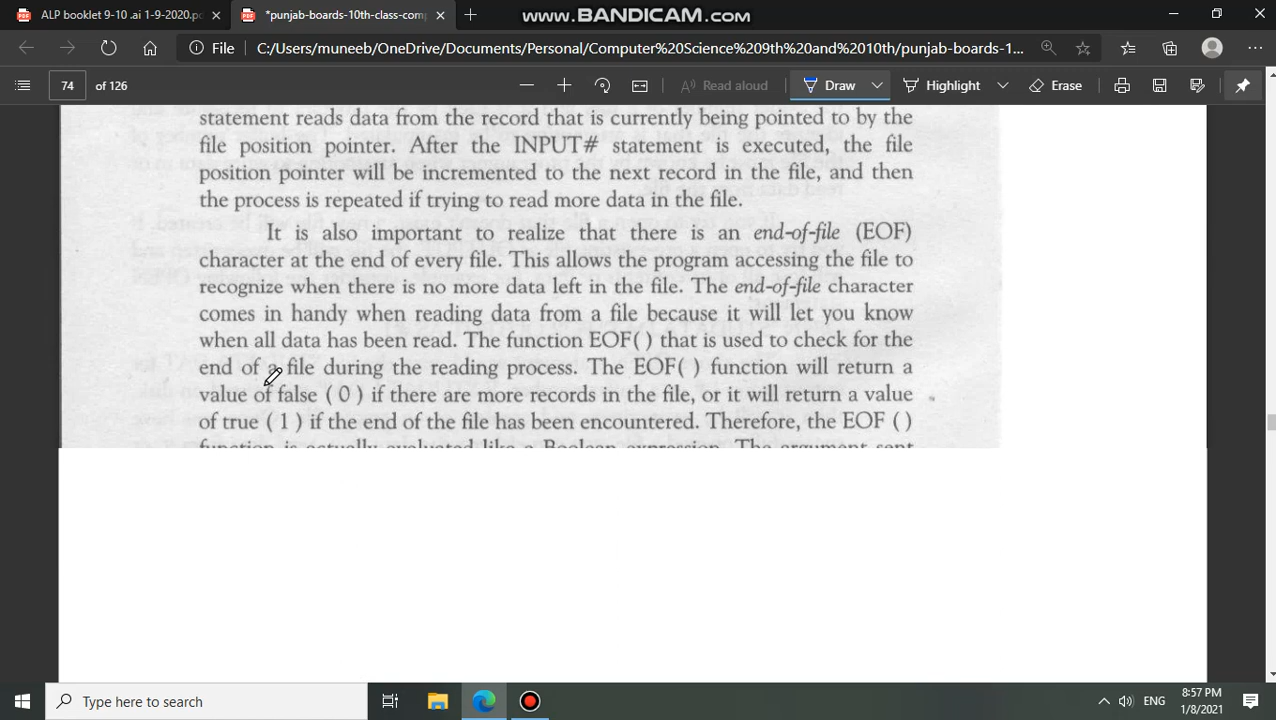 ALP booklet 9-10 .ai 1-9-2020.pd
*punjab-boards-10th-class-com
www.BANDICAM.com
File
C:/Users/muneeb/OneDrive/Documents/Personal/Computer%20Science%209th%20and%2010th/punjab-boards-1...
74 of 126
Read aloud
Draw
Highlight
Erase
statement reads data from the record that is currently being pointed to by the
file position pointer. After the INPUT# statement is executed, the file
position pointer will be incremented to the next record in the file, and then
the process is repeated if trying to read more data in the file.
It is also important to realize that there is an end-of-file (EOF)
character at the end of every file. This allows the program accessing the file to
recognize when there is no more data left in the file. The end-of-file character
comes in handy when reading data from a file because it will let you know
when all data has been read. The function EOF( ) that is used to check for the
end of a file during the reading process. The EOF( ) function will return a
value of false ( 0 ) if there are more records in the file, or it will return a value
of true ( 1 ) if the end of the file has been encountered. Therefore, the EOF ()
function is actually evaluated like a Boolean expression. The argument sent
Type here to search
ENG
8:57 PM
1/8/2021